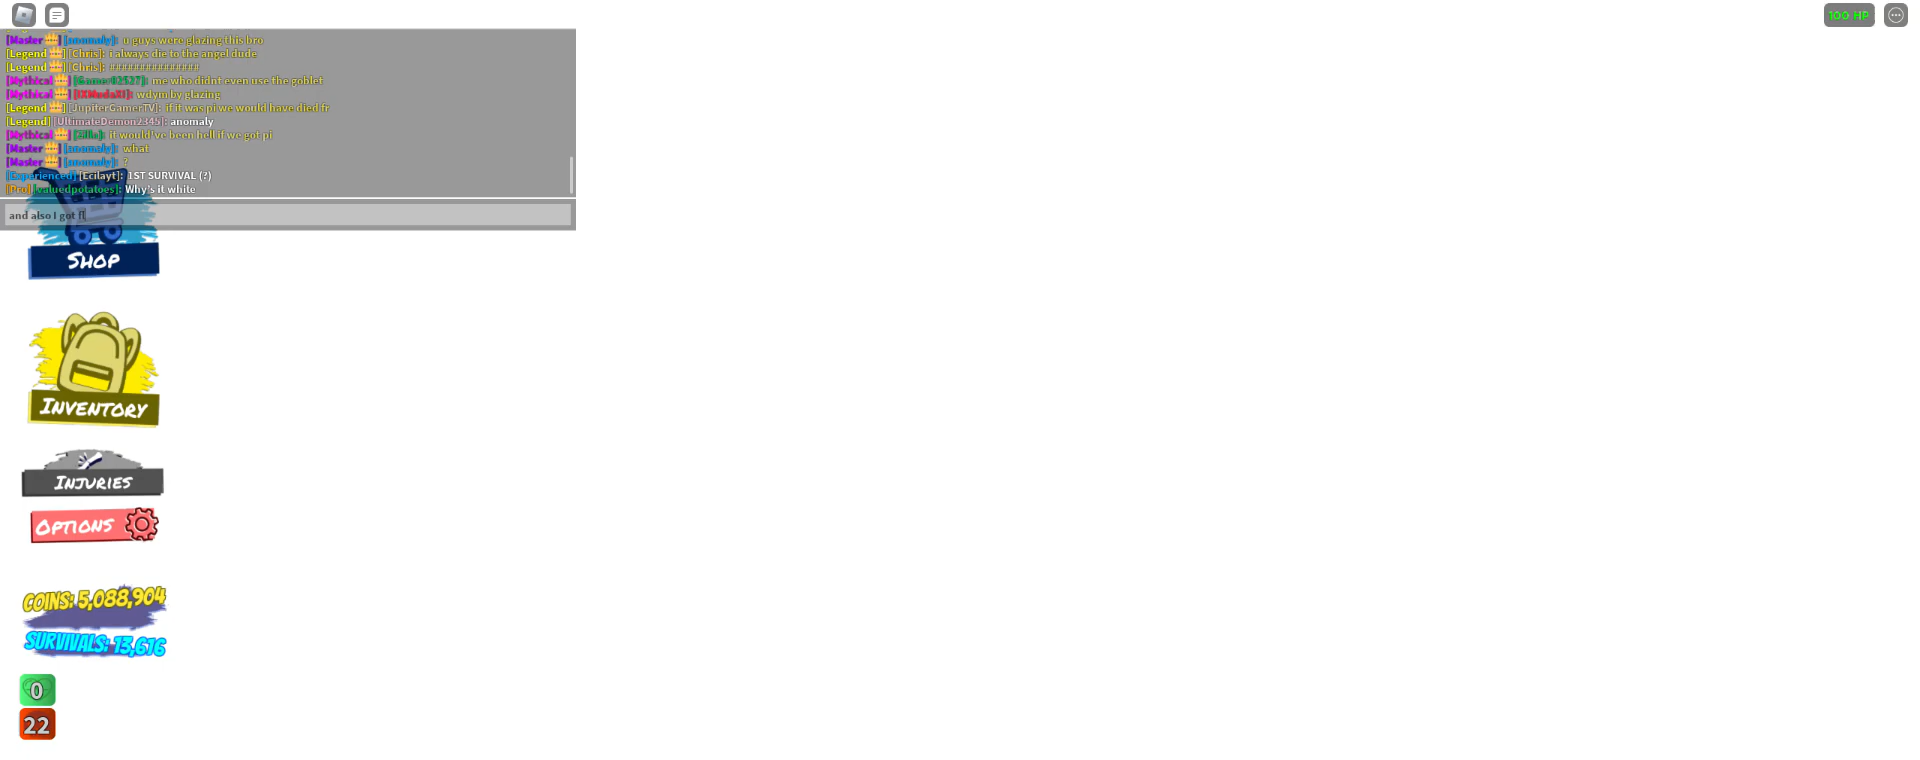 100 HP
[Master] [anomaly]: u guys were glazing this bro
[Legend] [Chris]: i always die to the angel dude
[Legend] [Chris]: ################
[Mythical] [Gamer02527]: me who didnt even use the goblet
[Mythical] [IXMedaXI]: wdym by glazing
[Legend] [JupiterGamerTV]: if it was pi we would have died fr
[Legend] [UltimateDemon2345]: anomaly
[Mythical] it would've been hell if we got pi
[Master] [anomaly]: what
[Master] [anomaly]: ?
[Experienced] [Ecilayt]: 1ST SURVIVAL (?)
[Pro] [valuedpotatoes]: Why's it white
and also I got fl
SHOP
INVENTORY
INJURIES
OPTIONS
COINS: 5,088,904
SURVIVALS: 13,616
0
22